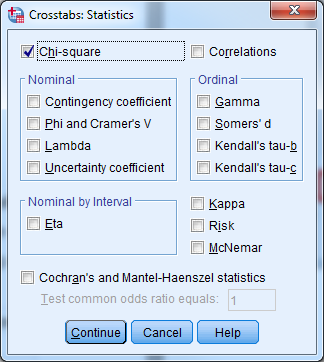 Crosstabs: Statistics
Chi-square
Correlations
Nominal
Contingency coefficient
Phi and Cramer's V
Lambda
Uncertainty coefficient
Ordinal
Gamma
Somers' d
Kendall's tau-b
Kendall's tau-c
Nominal by Interval
Eta
Kappa
Risk
McNemar
Cochran's and Mantel-Haenszel statistics
Test common odds ratio equals: 1
Continue Cancel Help